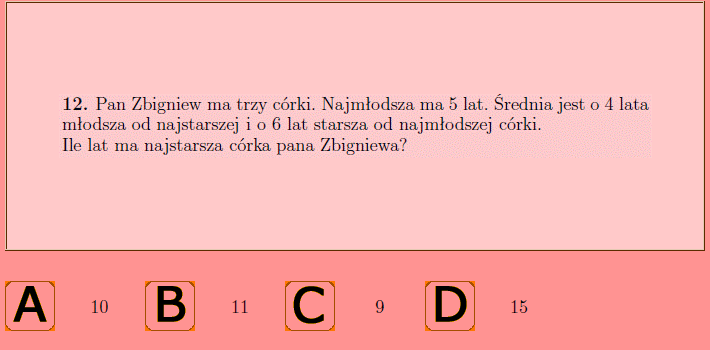 12. Pan Zbigniew ma trzy córki. Najmłodsza ma 5 lat. Średnia jest o 4 lata
młodsza od najstarszej i o 6 lat starsza od najmłodszej córki.
Ile lat ma najstarsza córka pana Zbigniewa?
A 10 B 11 C 9 D 15